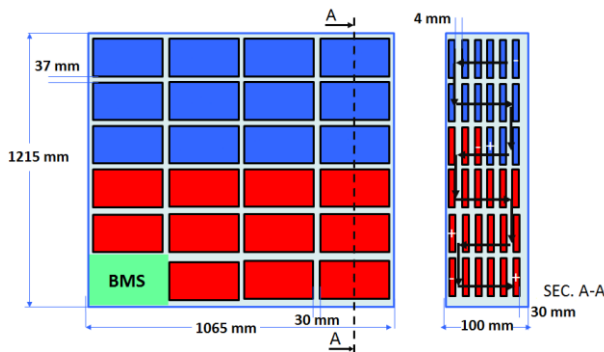 A
4 mm
37 mm
1215 mm
-
- +
+
- +
BMS
SEC. A-A
30 mm
30 mm
1065 mm
100 mm
A